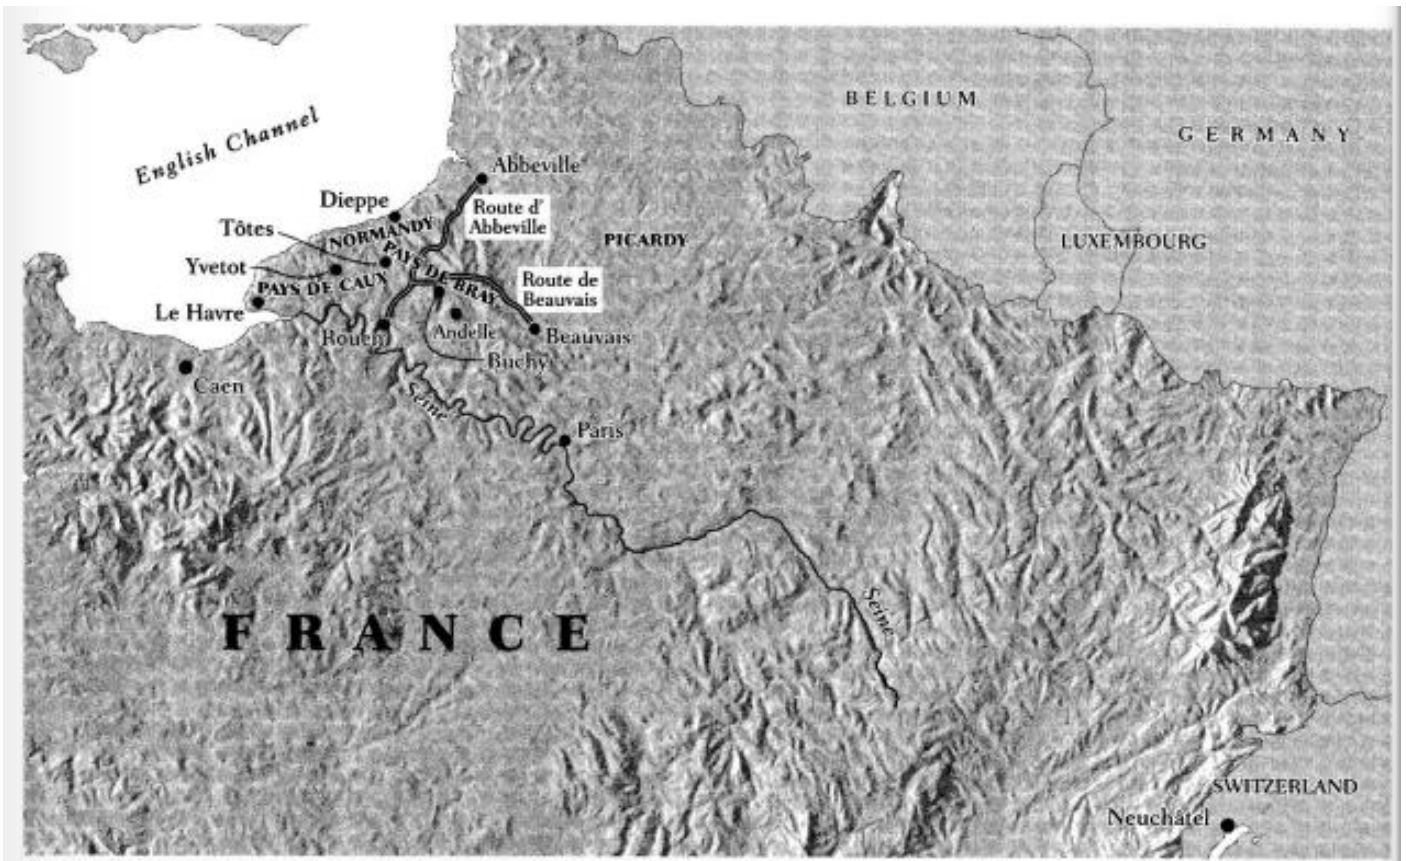 BELGIUM
GERMANY
English Channel
Abbeville
Dieppe
Route d'
Abbeville
Tôtes
NORMANDY
PICARDY
LUXEMBOURG
Yvetot
PAYS DE BRAY
PAYS DE CAUX
Route de
Beauvais
Le Havre
Rouen
Andelle
Beauvais
Buchy
Caen
Seine
Paris
Seine
FRANCE
SWITZERLAND
Neuchâtel